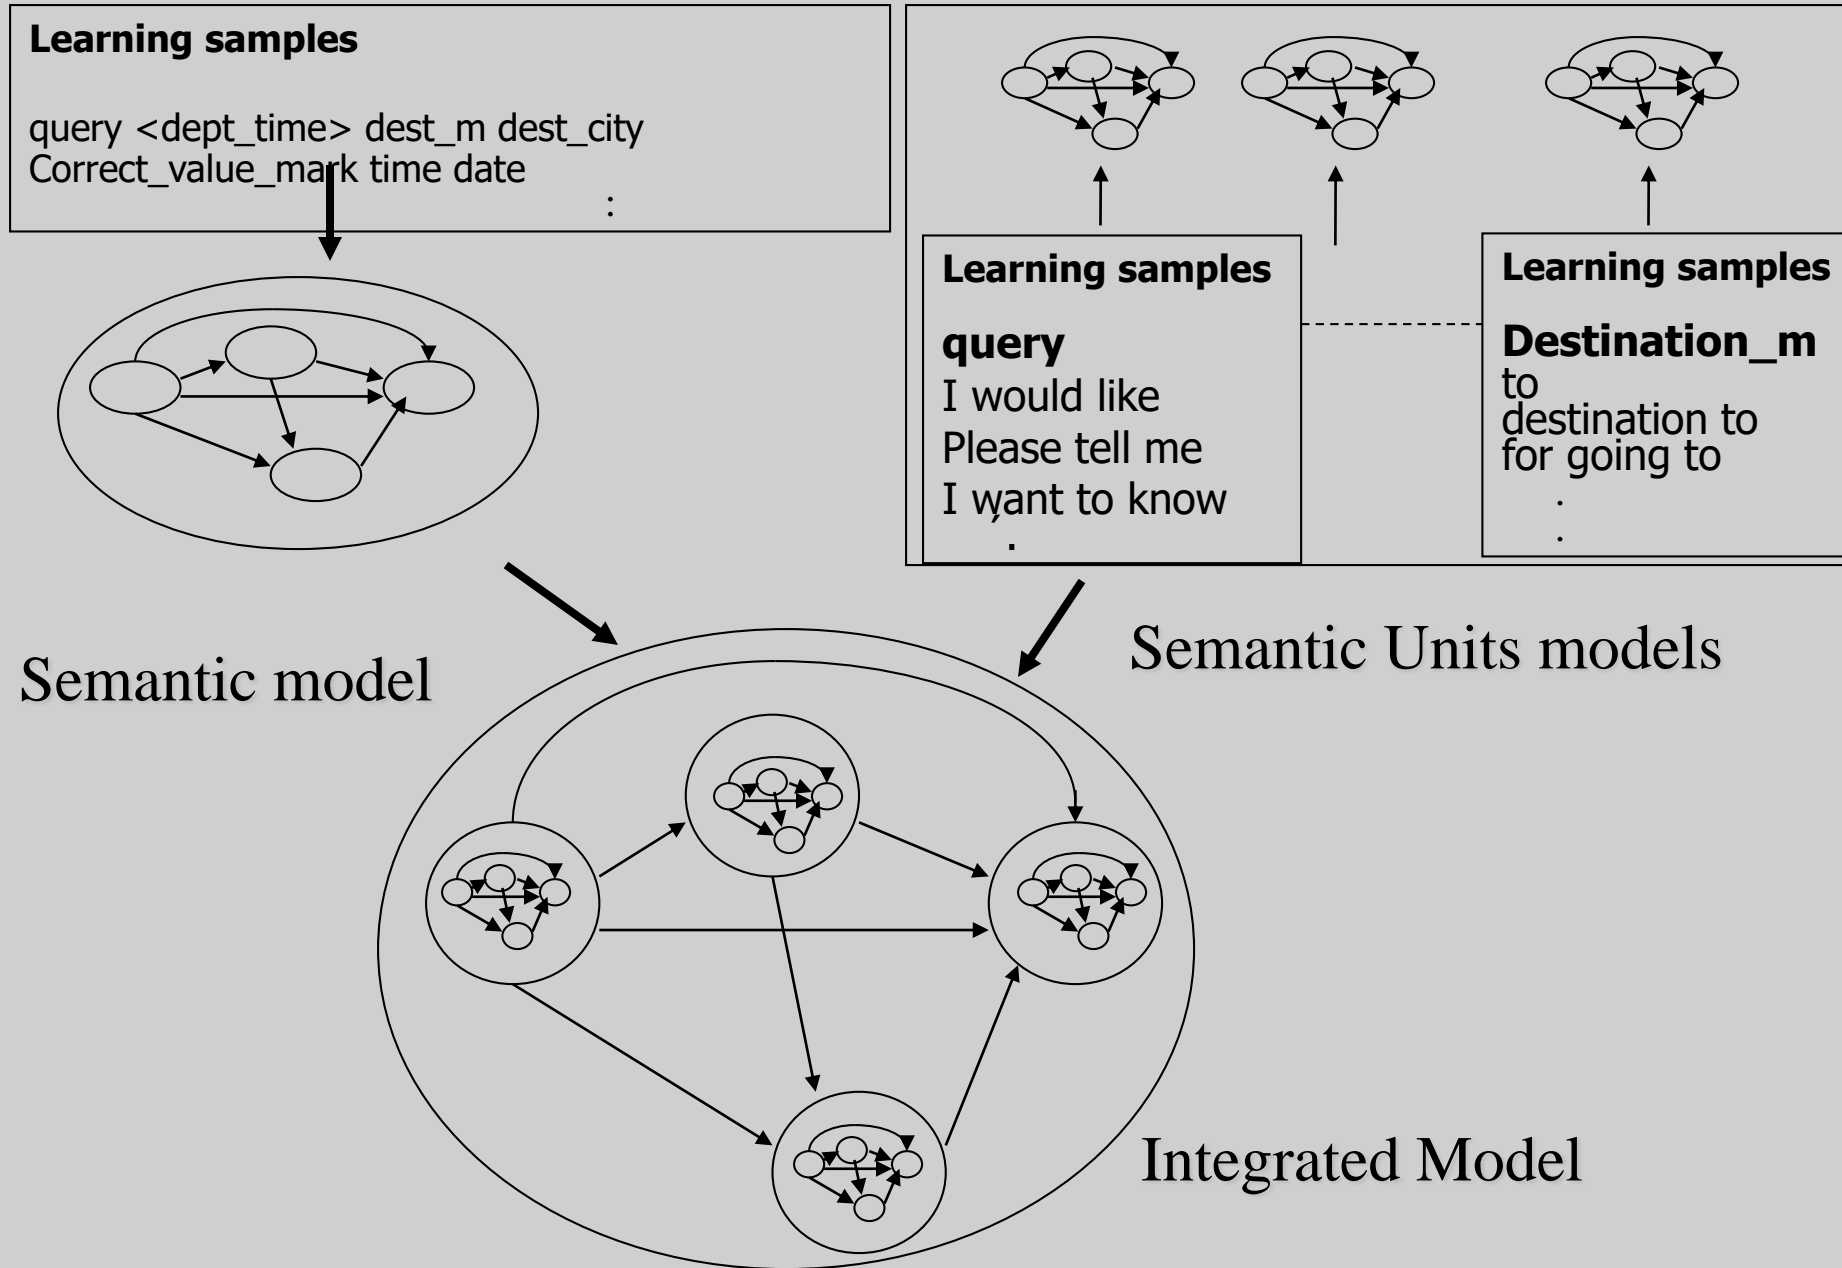 Learning samples
query <dept_time> dest_m dest_city
Correct_value_mark time date
:
Learning samples
query
I would like
Please tell me
I want to know
Learning samples
Destination_m
to
destination to
for going to
.
.
Semantic model
Semantic Units models
Integrated Model